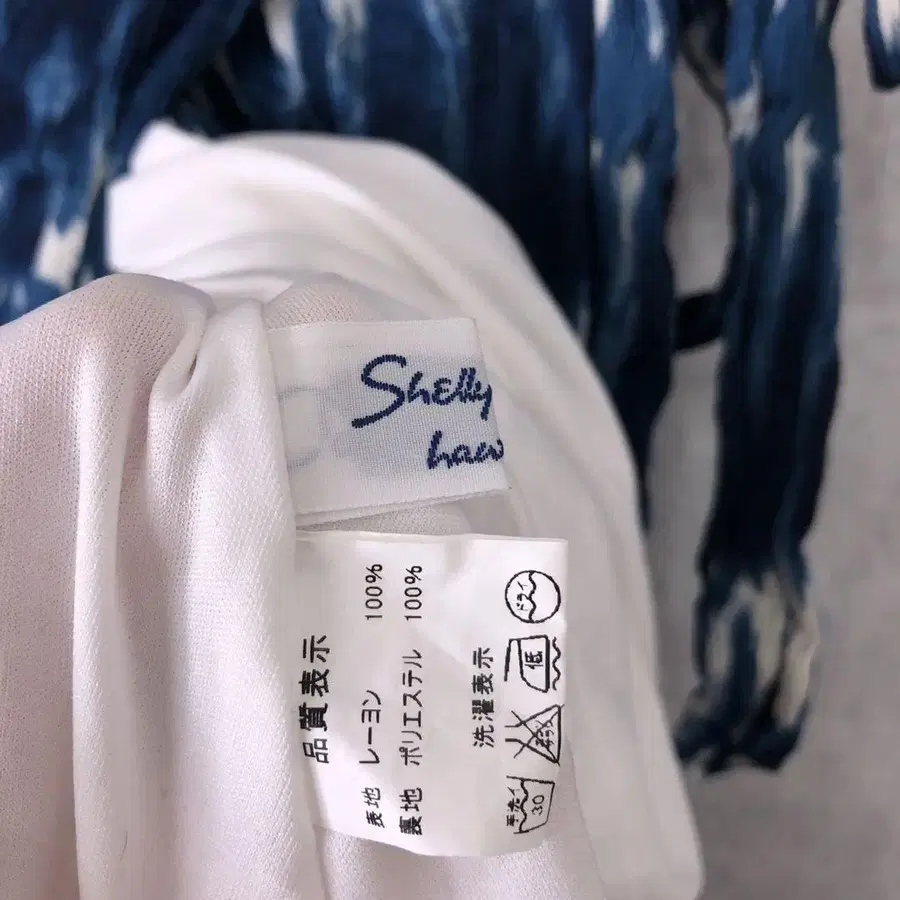 Shelly
haw
品質表示
表地 レーヨン 100%
裏地 ポリエステル 100%
洗濯表示
手洗イ
30
低
ドライ